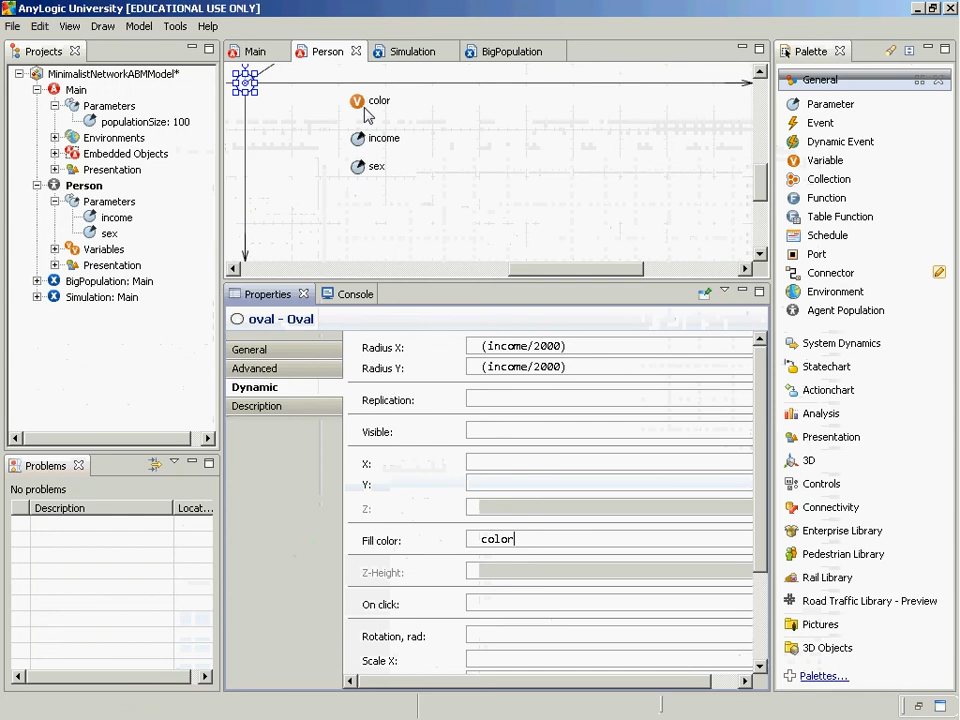 AnyLogic University [EDUCATIONAL USE ONLY]
File Edit View Draw Model Tools Help
Projects
MinimalistNetworkABMModel*
Main
Parameters
populationSize: 100
Environments
Embedded Objects
Presentation
Person
Parameters
income
sex
Variables
Presentation
BigPopulation: Main
Simulation: Main
Problems
No problems
Description Locat...
Main Person Simulation BigPopulation
color
income
sex
Properties Console
oval - Oval
General
Advanced
Dynamic
Description
Radius X: (income/2000)
Radius Y: (income/2000)
Replication:
Visible:
X:
Y:
Z:
Fill color: color
Z-Height:
On click:
Rotation, rad:
Scale X:
Palette
General
Parameter
Event
Dynamic Event
Variable
Collection
Function
Table Function
Schedule
Port
Connector
Environment
Agent Population
System Dynamics
Statechart
Actionchart
Analysis
Presentation
3D
Controls
Connectivity
Enterprise Library
Pedestrian Library
Rail Library
Road Traffic Library - Preview
Pictures
3D Objects
Palettes...